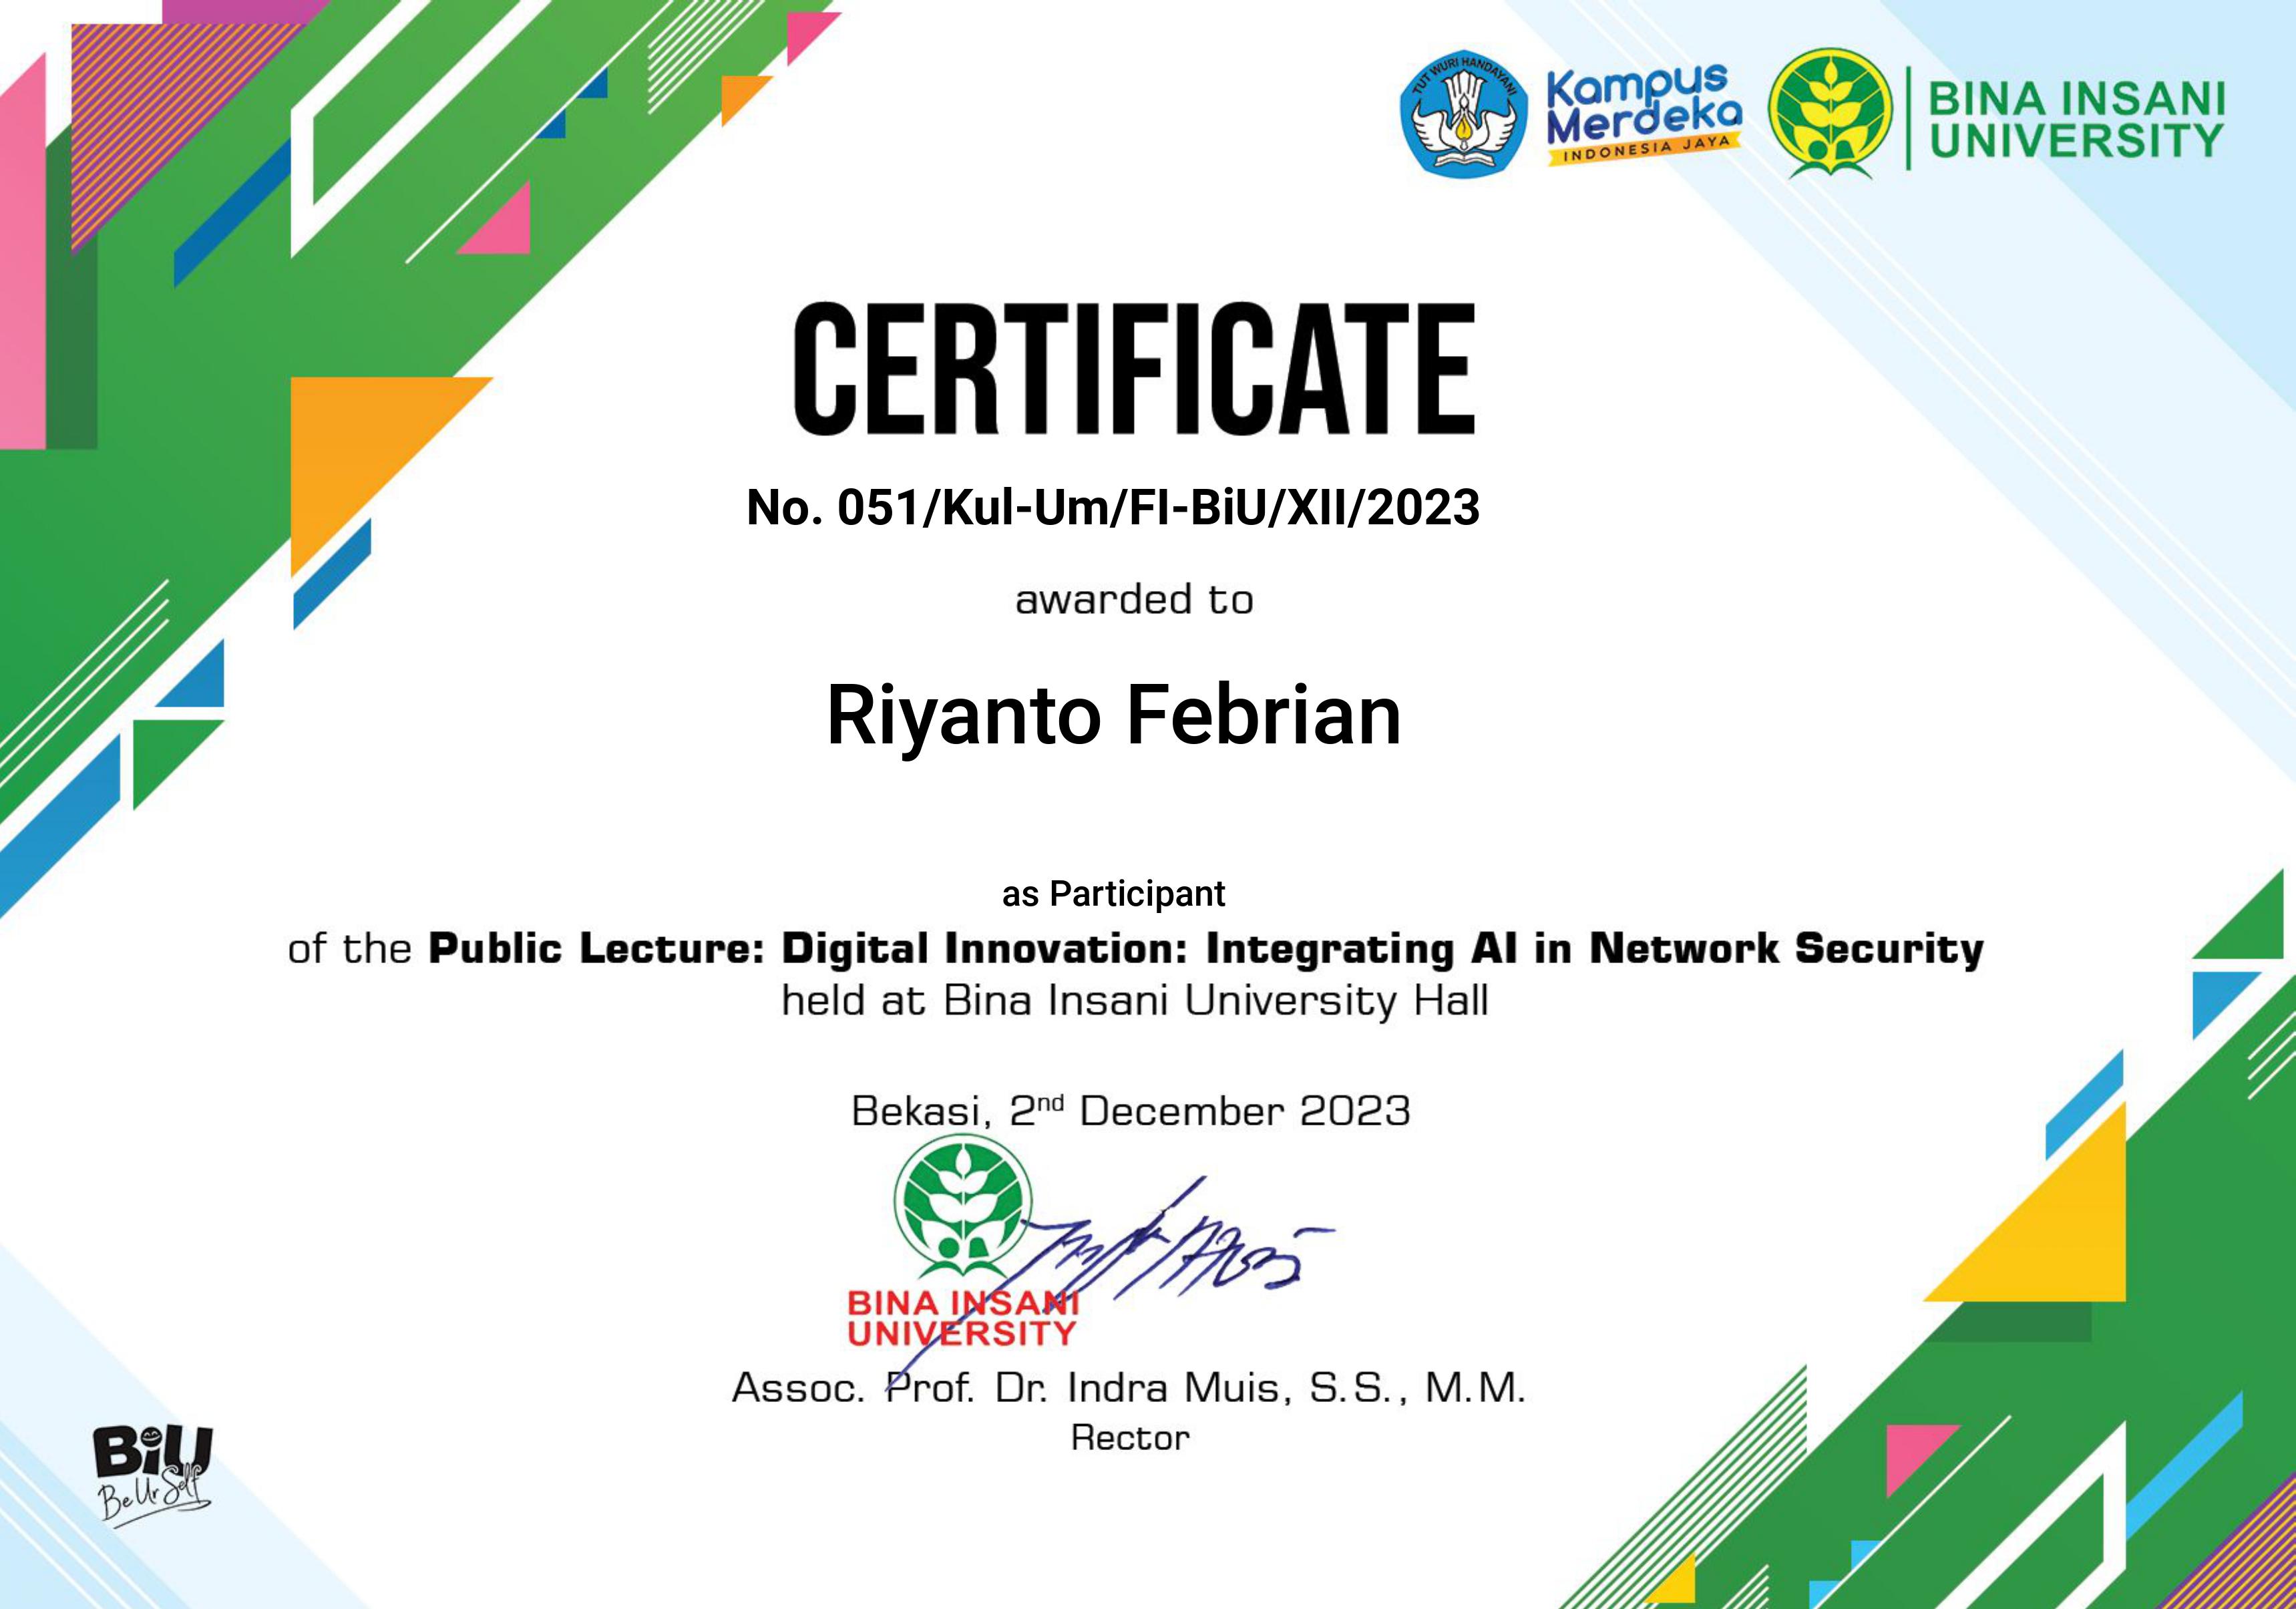 TUT WURI HANDAYANI
Kampus
Merdeka
INDONESIA JAYA
BINA INSANI
UNIVERSITY
CERTIFICATE
No. 051/Kul-Um/FI-BiU/XII/2023
awarded to
Riyanto Febrian
as Participant
of the Public Lecture: Digital Innovation: Integrating AI in Network Security
held at Bina Insani University Hall
Bekasi, 2nd December 2023
BINA INSANI
UNIVERSITY
Assoc. Prof. Dr. Indra Muis, S.S., M.M.
Rector
BiU
Be Ur Self